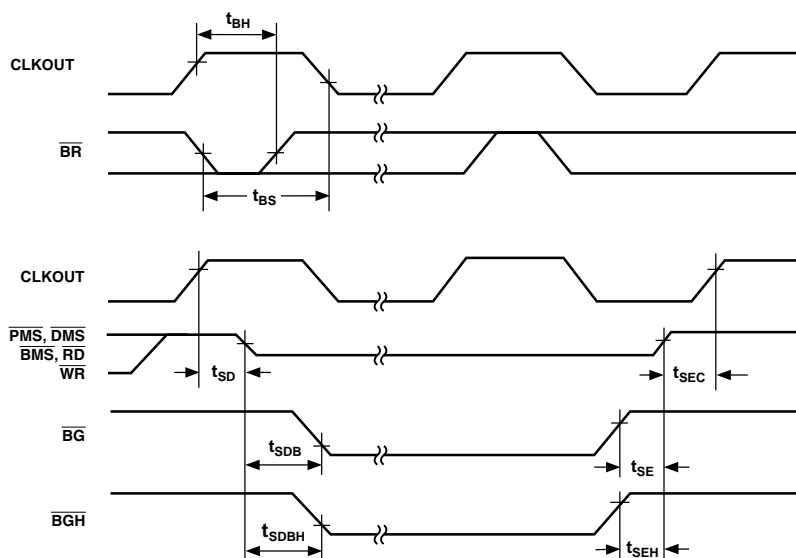 tBH
CLKOUT
BR
tBS
CLKOUT
PMS, DMS
BMS, RD
WR
tSD
tSEC
BG
tSDB
tSE
BGH
tSDBH
tSEH